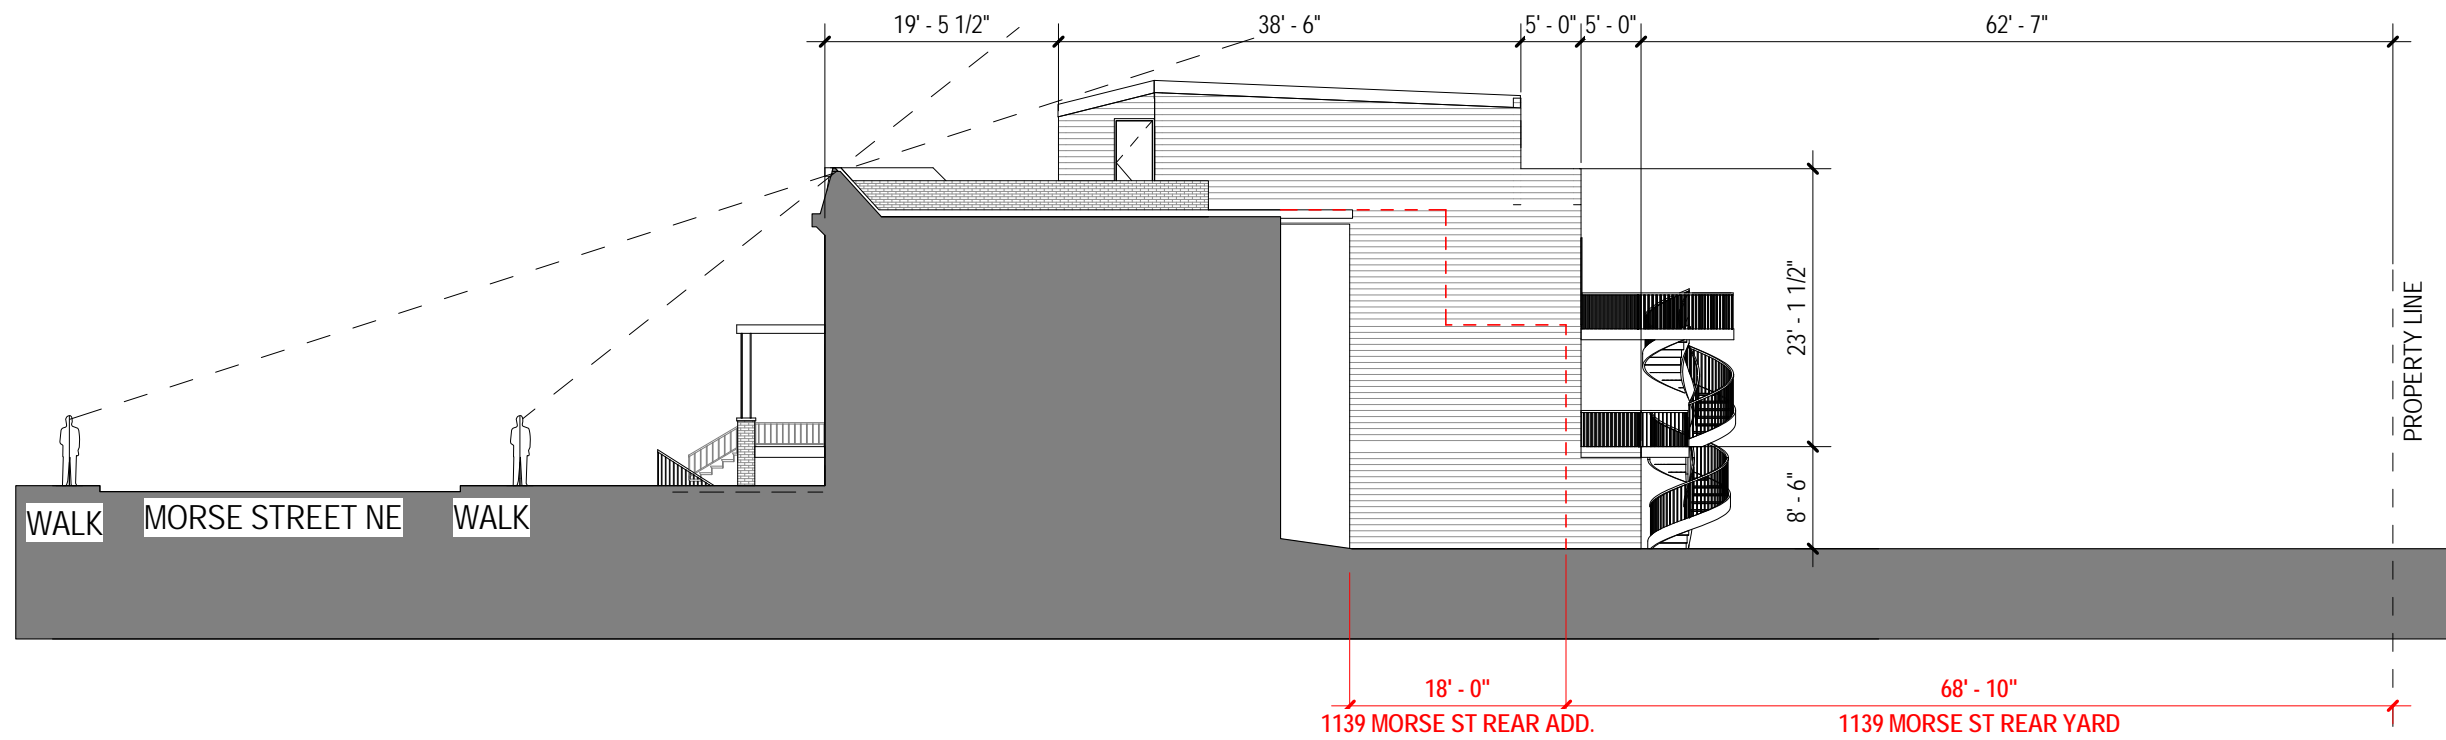 19' - 5 1/2"
38' - 6"
5' - 0"
5' - 0"
62' - 7"
23' - 1 1/2"
PROPERTY LINE
8' - 6"
WALK
MORSE STREET NE
WALK
18' - 0"
68' - 10"
1139 MORSE ST REAR ADD.
1139 MORSE ST REAR YARD